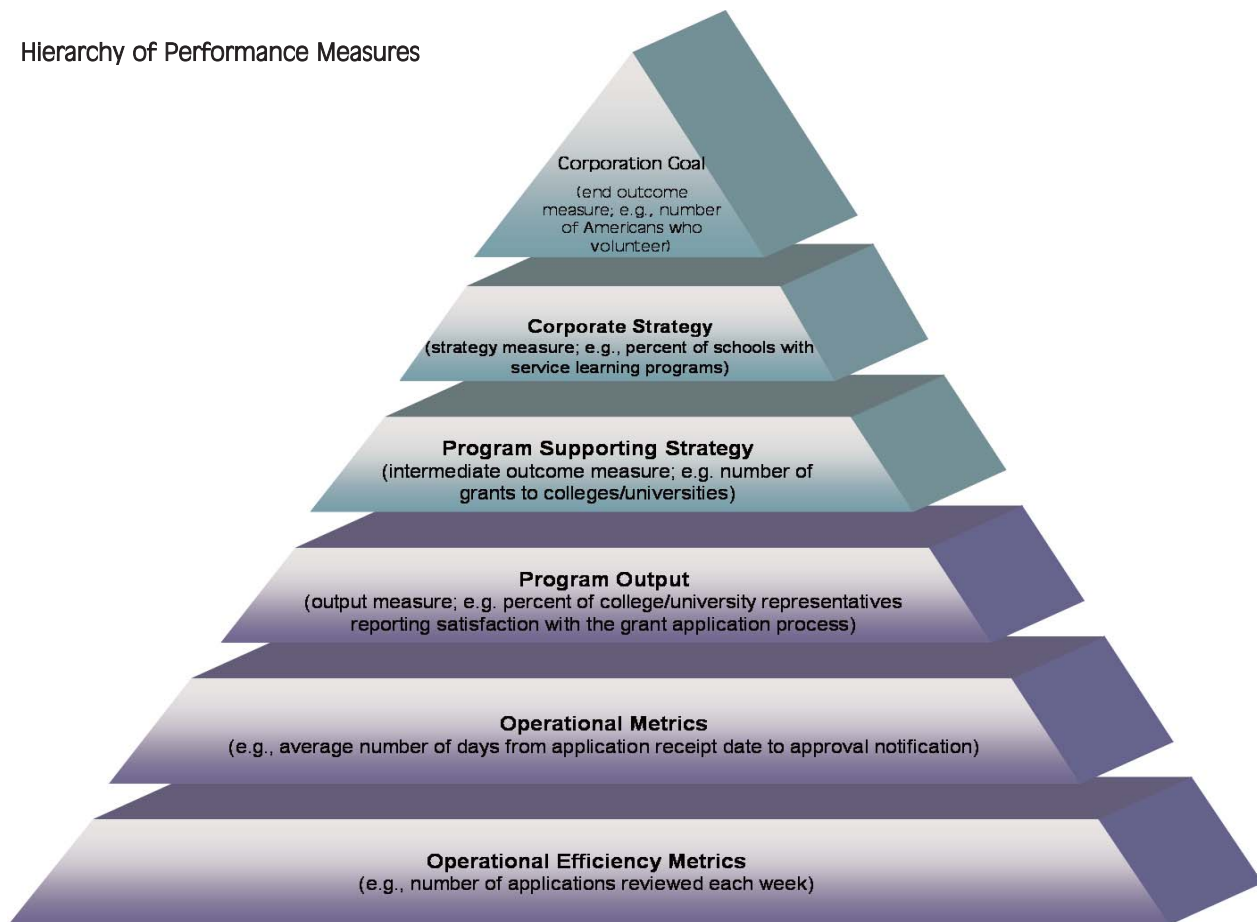 Hierarchy of Performance Measures
Corporation Goal
(end outcome
measure; e.g., number
of Americans who
volunteer)
Corporate Strategy
(strategy measure; e.g., percent of schools with
service learning programs)
Program Supporting Strategy
(intermediate outcome measure; e.g. number of
grants to colleges/universities)
Program Output
(output measure; e.g. percent of college/university representatives
reporting satisfaction with the grant application process)
Operational Metrics
(e.g., average number of days from application receipt date to approval notification)
Operational Efficiency Metrics
(e.g., number of applications reviewed each week)